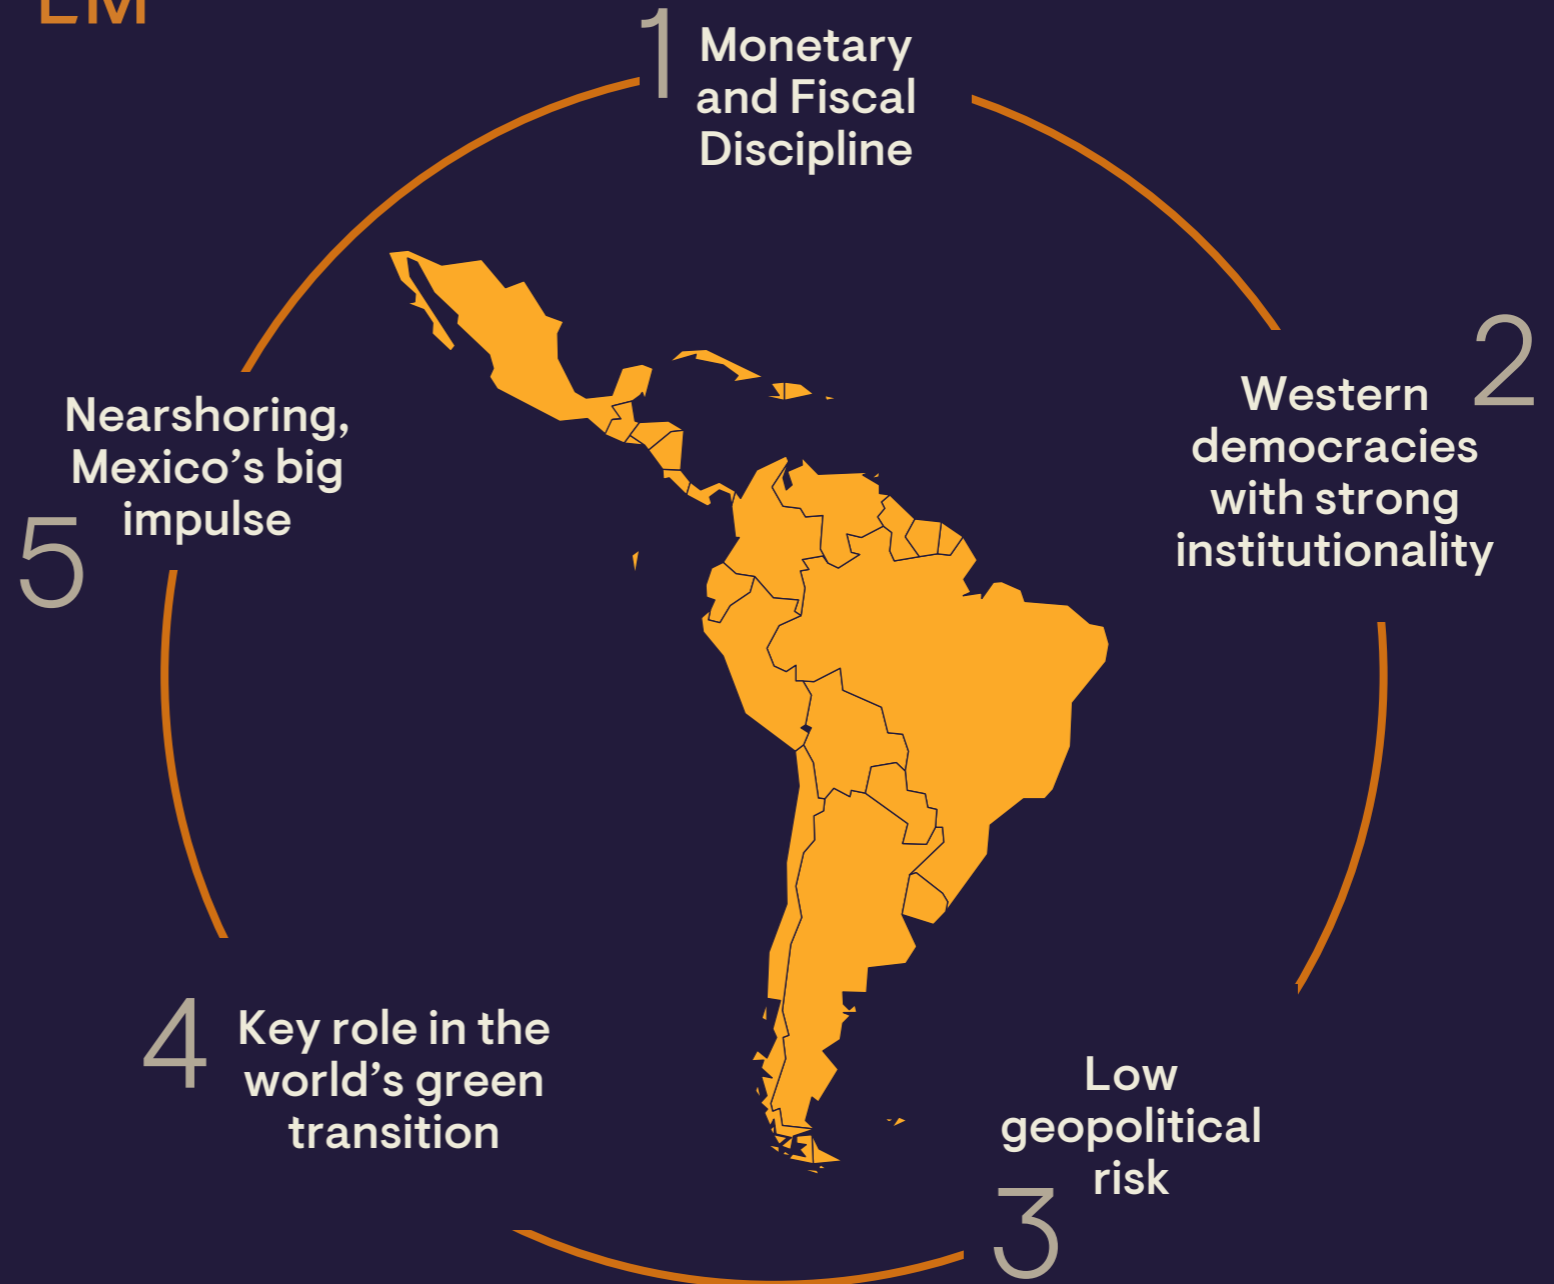 EM
1
Monetary
and Fiscal
Discipline
2
Western
democracies
with strong
institutionality
Low
geopolitical
risk
3
4
Key role in the
world’s green
transition
Nearshoring,
Mexico’s big
impulse
5